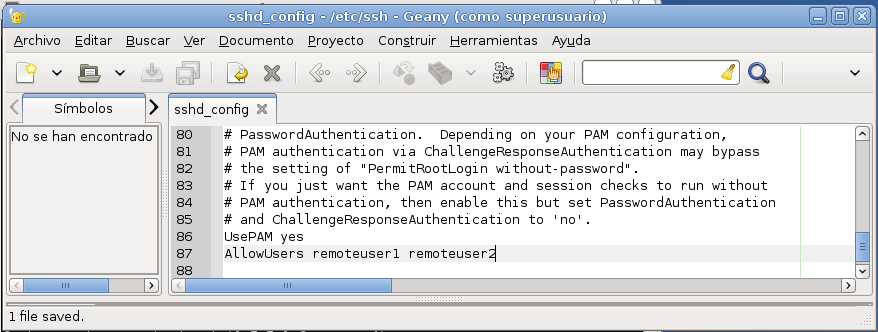 sshd_config - /etc/ssh - Geany (como superusuario)
Archivo Editar Buscar Ver Documento Proyecto Construir Herramientas Ayuda
Símbolos
sshd_config
No se han encontrado
80 # PasswordAuthentication.  Depending on your PAM configuration,
81 # PAM authentication via ChallengeResponseAuthentication may bypass
82 # the setting of "PermitRootLogin without-password".
83 # If you just want the PAM account and session checks to run without
84 # PAM authentication, then enable this but set PasswordAuthentication
85 # and ChallengeResponseAuthentication to 'no'.
86 UsePAM yes
87 AllowUsers remoteuser1 remoteuser2
88
1 file saved.